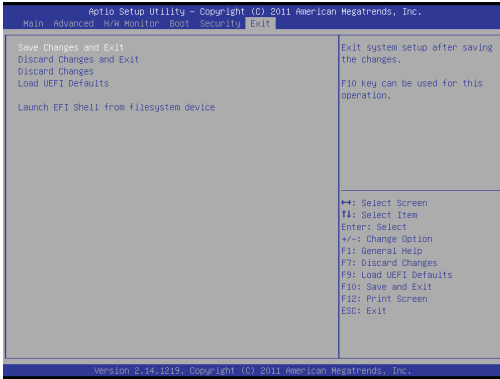 Aptio Setup Utility – Copyright (C) 2011 American Megatrends, Inc.
Main Advanced H/W Monitor Boot Security Exit
Save Changes and Exit
Discard Changes and Exit
Discard Changes
Load UEFI Defaults
Launch EFI Shell from filesystem device
Exit system setup after saving
the changes.
F10 key can be used for this
operation.
↔: Select Screen
↑↓: Select Item
Enter: Select
+/-: Change Option
F1: General Help
F7: Discard Changes
F9: Load UEFI Defaults
F10: Save and Exit
F12: Print Screen
ESC: Exit
Version 2.14.1219. Copyright (C) 2011 American Megatrends, Inc.